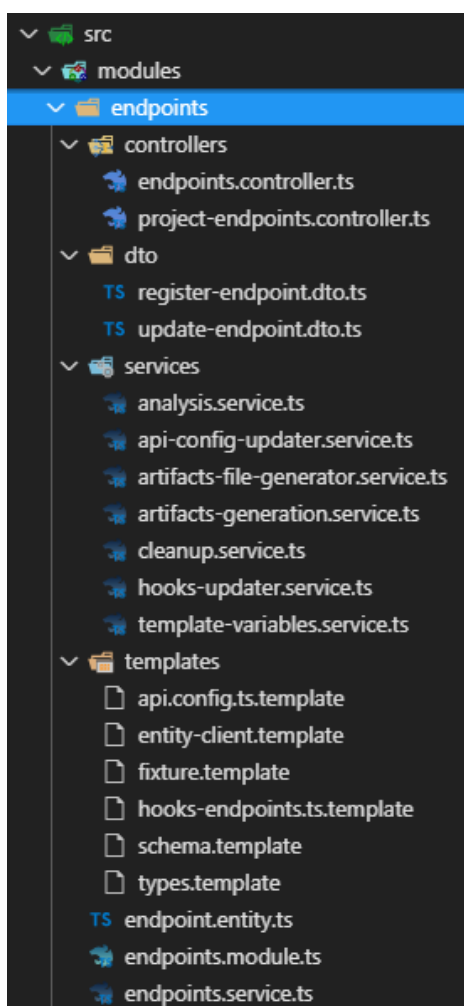 src
modules
endpoints
controllers
endpoints.controller.ts
project-endpoints.controller.ts
dto
TS register-endpoint.dto.ts
TS update-endpoint.dto.ts
services
analysis.service.ts
api-config-updater.service.ts
artifacts-file-generator.service.ts
artifacts-generation.service.ts
cleanup.service.ts
hooks-updater.service.ts
template-variables.service.ts
templates
api.config.ts.template
entity-client.template
fixture.template
hooks-endpoints.ts.template
schema.template
types.template
TS endpoint.entity.ts
endpoints.module.ts
endpoints.service.ts